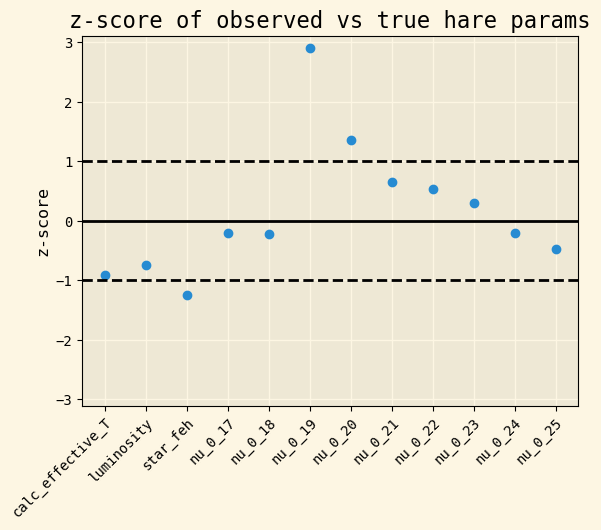 z-score of observed vs true hare params
z-score
3
2
1
0
−1
−2
−3
calc_effective_T
luminosity
star_feh
nu_0_17
nu_0_18
nu_0_19
nu_0_20
nu_0_21
nu_0_22
nu_0_23
nu_0_24
nu_0_25